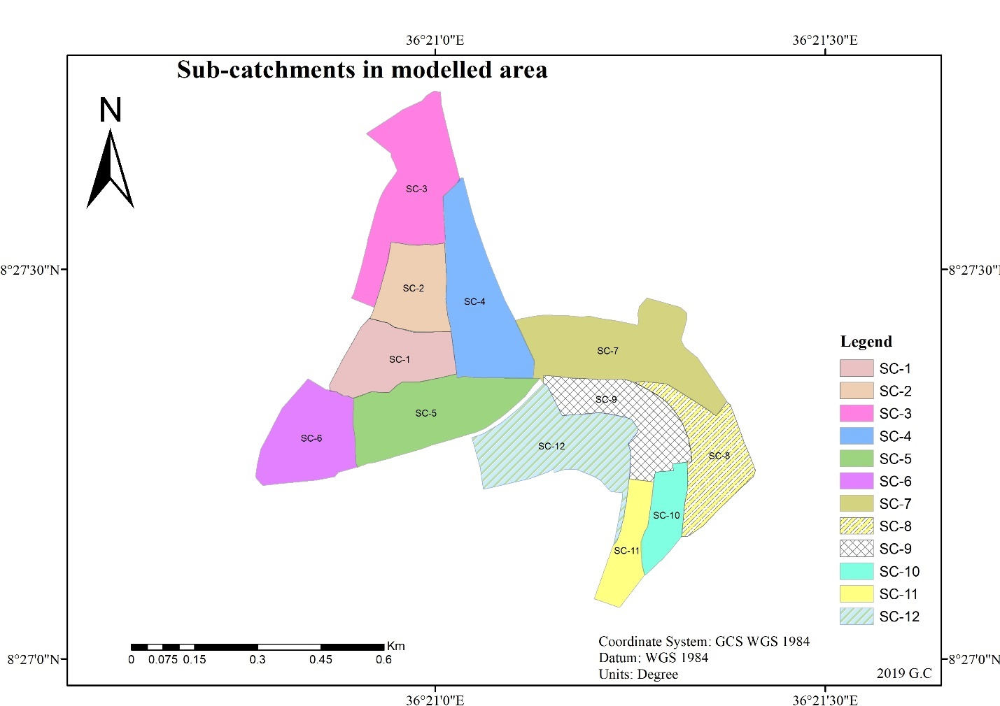 36°21'0"E 36°21'30"E
Sub-catchments in modelled area
N
SC-3
8°27'30"N 8°27'30"
SC-2
SC-4
Legend
SC-7
SC-1
SC-1
SC-2
SC-9
SC-3
SC-5
SC-6
SC-4
SC-12
SC-8
SC-5
SC-6
SC-7
SC-10
SC-8
SC-11
SC-9
SC-10
SC-11
SC-12
Km
0 0.075 0.15 0.3 0.45 0.6
Coordinate System: GCS WGS 1984
Datum: WGS 1984
Units: Degree
2019 G.C
8°27'0"N 8°27'0"N
36°21'0"E 36°21'30"E